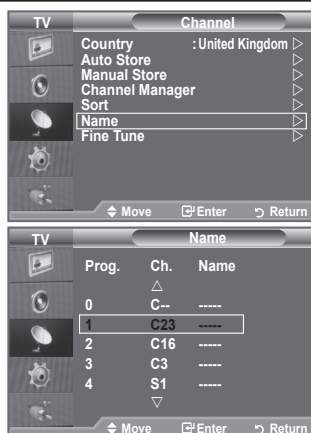 TV Channel
Country : United Kingdom ▷
Auto Store ▷
Manual Store ▷
Channel Manager ▷
Sort ▷
Name ▷
Fine Tune ▷
Move Enter Return
TV Name
Prog. Ch. Name
△
0 C-- -----
1 C23 -----
2 C16 -----
3 C3 -----
4 S1 -----
▽
Move Enter Return